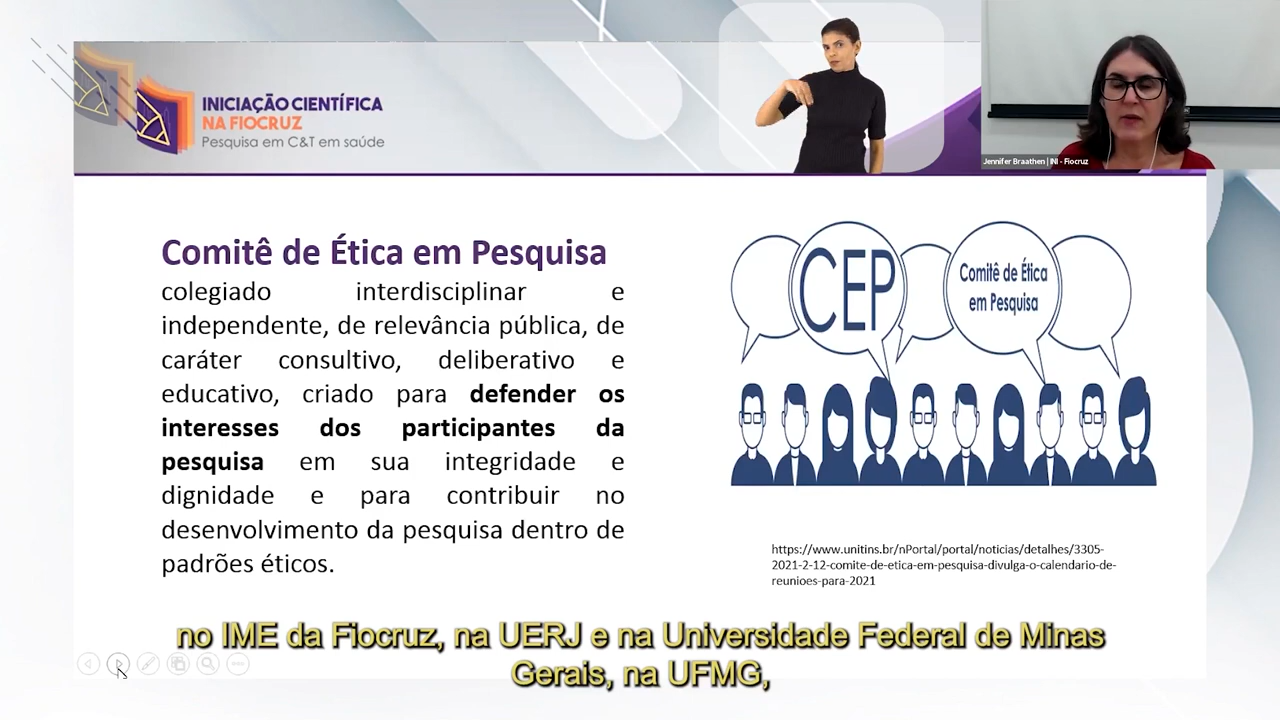 INICIAÇÃO CIENTÍFICA
NA FIOCRUZ
Pesquisa em C&T em saúde
Jennifer Braathen | INI - Fiocruz
Comitê de Ética em Pesquisa
colegiado interdisciplinar e
independente, de relevância pública, de
caráter consultivo, deliberativo e
educativo, criado para defender os
interesses dos participantes da
pesquisa em sua integridade e
dignidade e para contribuir no
desenvolvimento da pesquisa dentro de
padrões éticos.
CEP
Comitê de Ética
em Pesquisa
https://www.unitins.br/nPortal/portal/noticias/detalhes/3305-
2021-2-12-comite-de-etica-em-pesquisa-divulga-o-calendario-de-
reunioes-para-2021
no IME da Fiocruz, na UERJ e na Universidade Federal de Minas
Gerais, na UFMG,